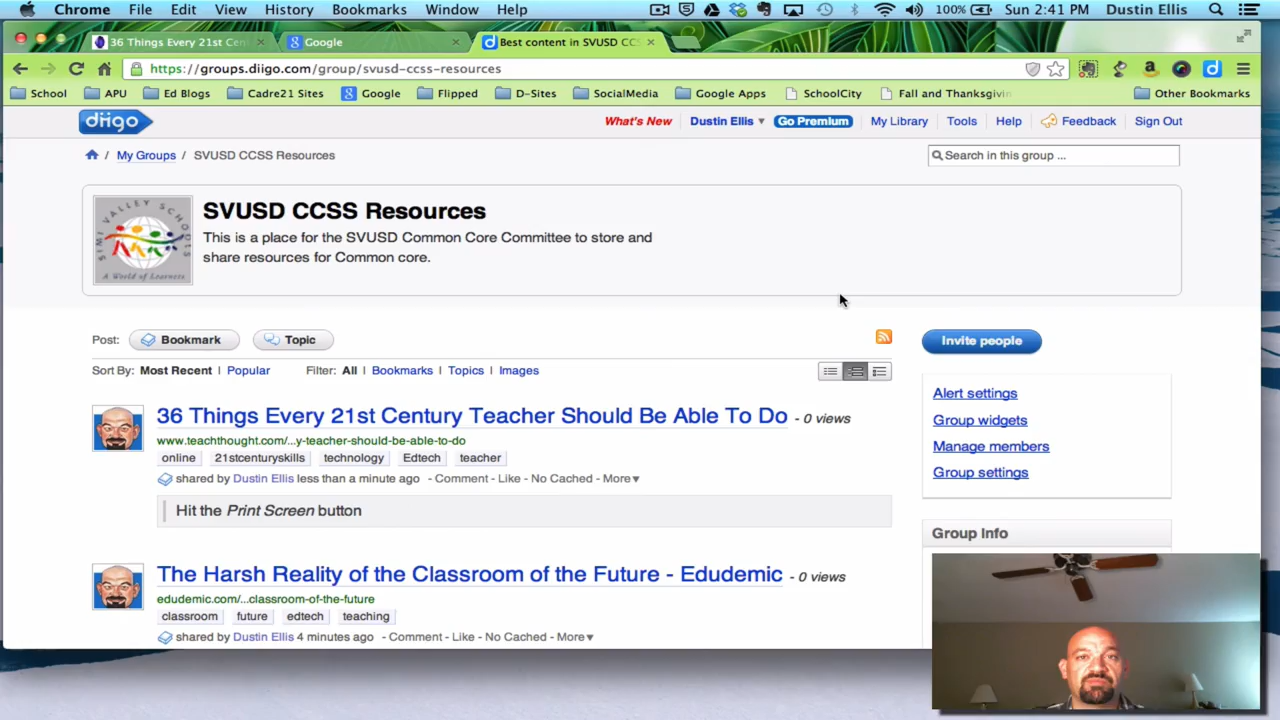 Chrome File Edit View History Bookmarks Window Help 100% Sun 2:41 PM Dustin Ellis
36 Things Every 21st Cent
Google
Best content in SVUSD CCS
https://groups.diigo.com/group/svusd-ccss-resources
School APU Ed Blogs Cadre21 Sites Google Flipped D-Sites SocialMedia Google Apps SchoolCity Fall and Thanksgivin Other Bookmarks
diigo What's New Dustin Ellis Go Premium My Library Tools Help Feedback Sign Out
/ My Groups / SVUSD CCSS Resources
Search in this group ...
SIMI VALLEY SCHOOLS
A World of Learners
SVUSD CCSS Resources
This is a place for the SVUSD Common Core Committee to store and
share resources for Common core.
Post: Bookmark Topic
Invite people
Sort By: Most Recent | Popular Filter: All | Bookmarks | Topics | Images
Alert settings
Group widgets
Manage members
Group settings
36 Things Every 21st Century Teacher Should Be Able To Do - 0 views
www.teachthought.com/...y-teacher-should-be-able-to-do
online 21stcenturyskills technology Edtech teacher
shared by Dustin Ellis less than a minute ago - Comment - Like - No Cached - More▼
Hit the Print Screen button
Group Info
The Harsh Reality of the Classroom of the Future - Edudemic - 0 views
edudemic.com/...classroom-of-the-future
classroom future edtech teaching
shared by Dustin Ellis 4 minutes ago - Comment - Like - No Cached - More▼